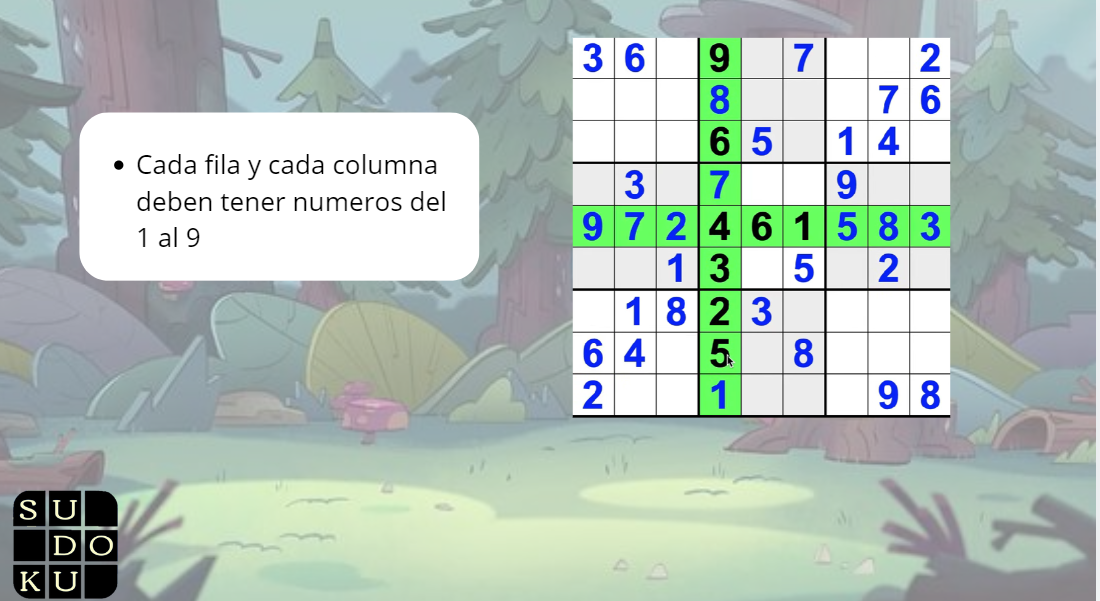 • Cada fila y cada columna
deben tener numeros del
1 al 9
3 6 9 7 2
8 7 6
6 5 1 4
3 7 9
9 7 2 4 6 1 5 8 3
1 3 5 2
1 8 2 3
6 4 5 8
2 1 9 8
S U
D O
K U